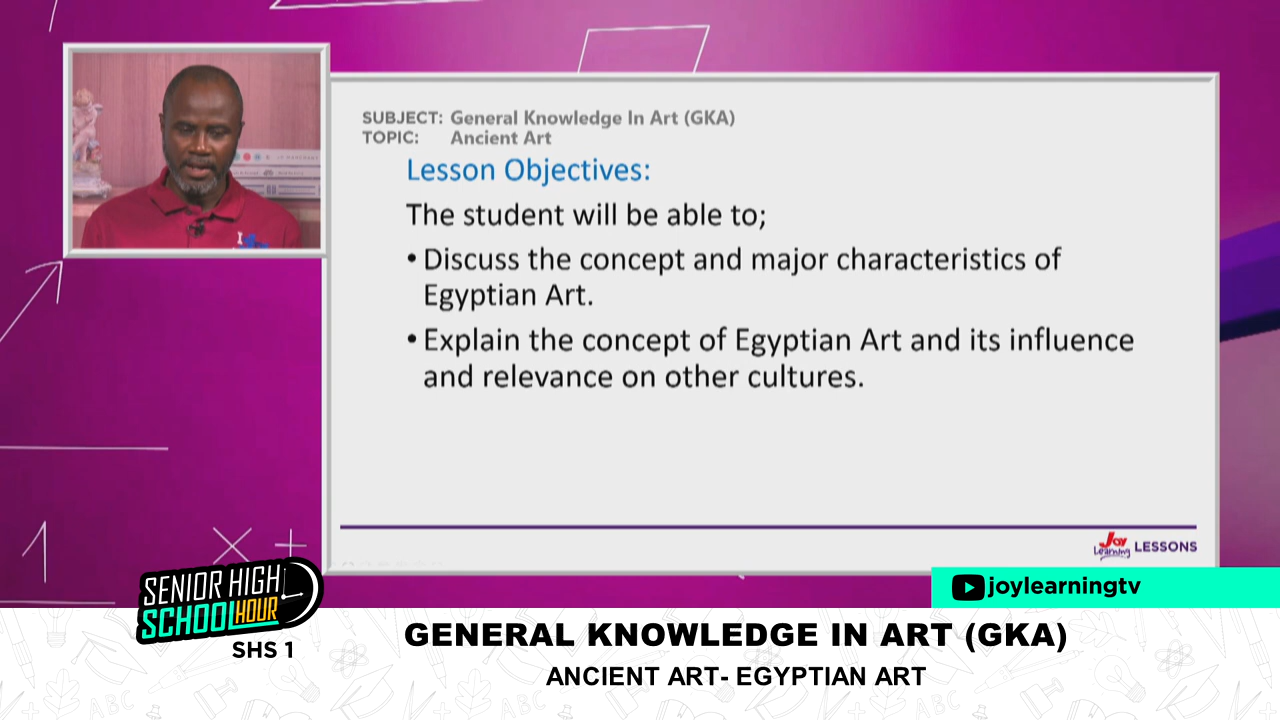 SUBJECT: General Knowledge In Art (GKA)
TOPIC: Ancient Art
Lesson Objectives:
The student will be able to;
• Discuss the concept and major characteristics of
Egyptian Art.
• Explain the concept of Egyptian Art and its influence
and relevance on other cultures.
Joy
Learning LESSONS
joylearningtv
SENIOR HIGH
SCHOOL HOUR
SHS 1
GENERAL KNOWLEDGE IN ART (GKA)
ANCIENT ART- EGYPTIAN ART